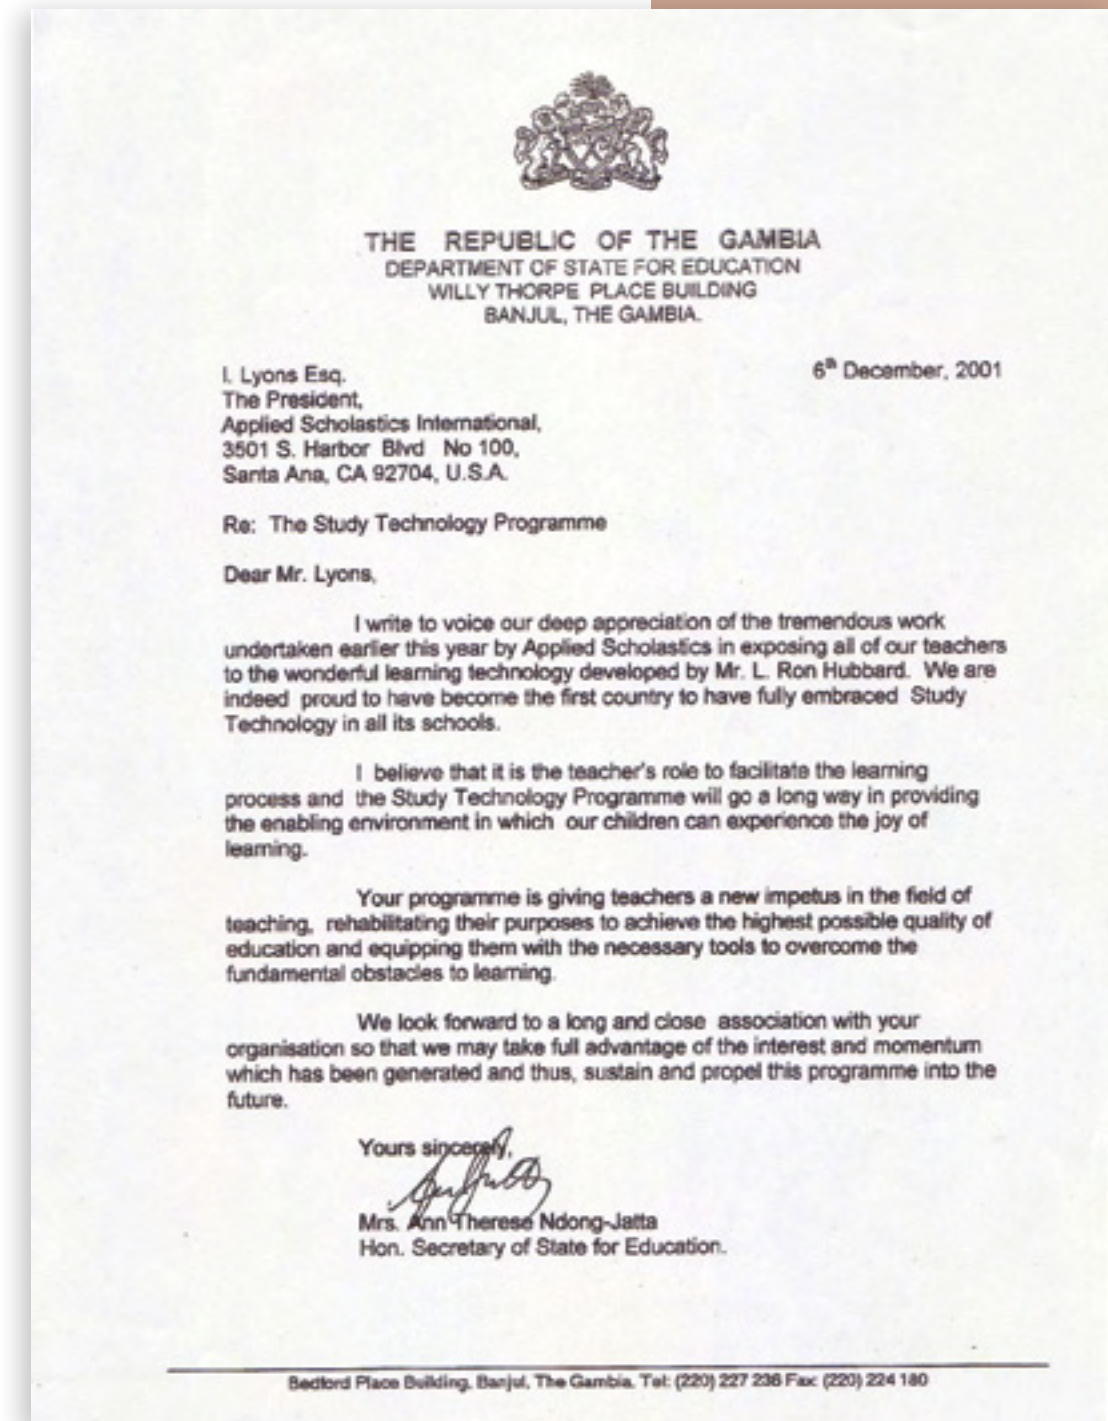 THE REPUBLIC OF THE GAMBIA
DEPARTMENT OF STATE FOR EDUCATION
WILLY THORPE PLACE BUILDING
BANJUL, THE GAMBIA.
6th December, 2001
I. Lyons Esq.
The President,
Applied Scholastics International,
3501 S. Harbor Blvd No 100,
Santa Ana, CA 92704, U.S.A.
Re: The Study Technology Programme
Dear Mr. Lyons,
I write to voice our deep appreciation of the tremendous work
undertaken earlier this year by Applied Scholastics in exposing all of our teachers
to the wonderful learning technology developed by Mr. L. Ron Hubbard. We are
indeed proud to have become the first country to have fully embraced Study
Technology in all its schools.
I believe that it is the teacher's role to facilitate the learning
process and the Study Technology Programme will go a long way in providing
the enabling environment in which our children can experience the joy of
learning.
Your programme is giving teachers a new impetus in the field of
teaching, rehabilitating their purposes to achieve the highest possible quality of
education and equipping them with the necessary tools to overcome the
fundamental obstacles to learning.
We look forward to a long and close association with your
organisation so that we may take full advantage of the interest and momentum
which has been generated and thus, sustain and propel this programme into the
future.
Yours sincerely,
Mrs. Ann Therese Ndong-Jatta
Hon. Secretary of State for Education.
Bedford Place Building, Banjul, The Gambia, Tel: (220) 227 236 Fax: (220) 224 180